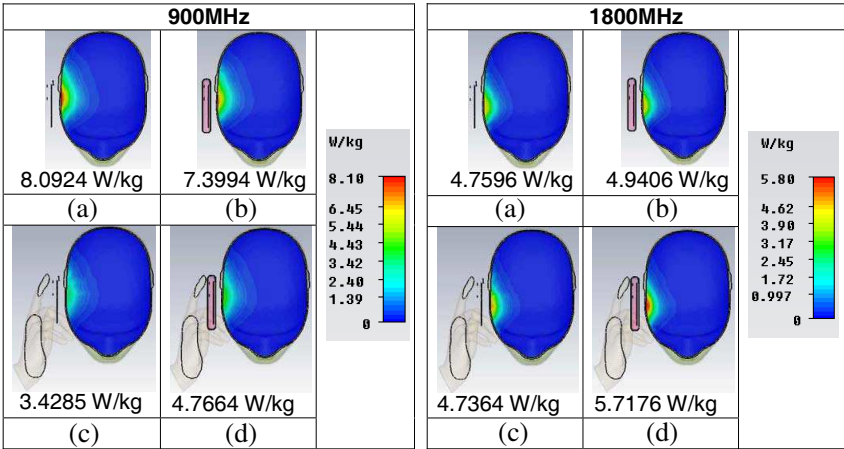 900MHz
8.0924 W/kg
7.3994 W/kg
(a)
(b)
3.4285 W/kg
4.7664 W/kg
(c)
(d)
W/kg
8.10
6.45
5.44
4.43
3.42
2.40
1.39
0
1800MHz
4.7596 W/kg
4.9406 W/kg
(a)
(b)
4.7364 W/kg
5.7176 W/kg
(c)
(d)
W/kg
5.80
4.62
3.90
3.17
2.45
1.72
0.997
0